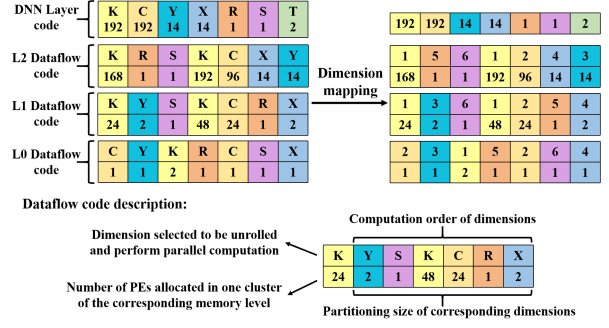 DNN Layer code
K C Y X R S T
192 192 14 14 1 1 2
192 192 14 14 1 1 2
L2 Dataflow code
K R S K C X Y
168 1 1 192 96 14 14
1 5 6 1 2 4 3
168 1 1 192 96 14 14
Dimension mapping
L1 Dataflow code
K Y S K C R X
24 2 1 48 24 1 2
1 3 6 1 2 5 4
24 2 1 48 24 1 2
L0 Dataflow code
C Y K R C S X
1 1 2 1 1 1 1
2 3 1 5 2 6 4
1 1 2 1 1 1 1
Dataflow code description:
Computation order of dimensions
Dimension selected to be unrolled
and perform parallel computation
K Y S K C R X
24 2 1 48 24 1 2
Number of PEs allocated in one cluster
of the corresponding memory level
Partitioning size of corresponding dimensions